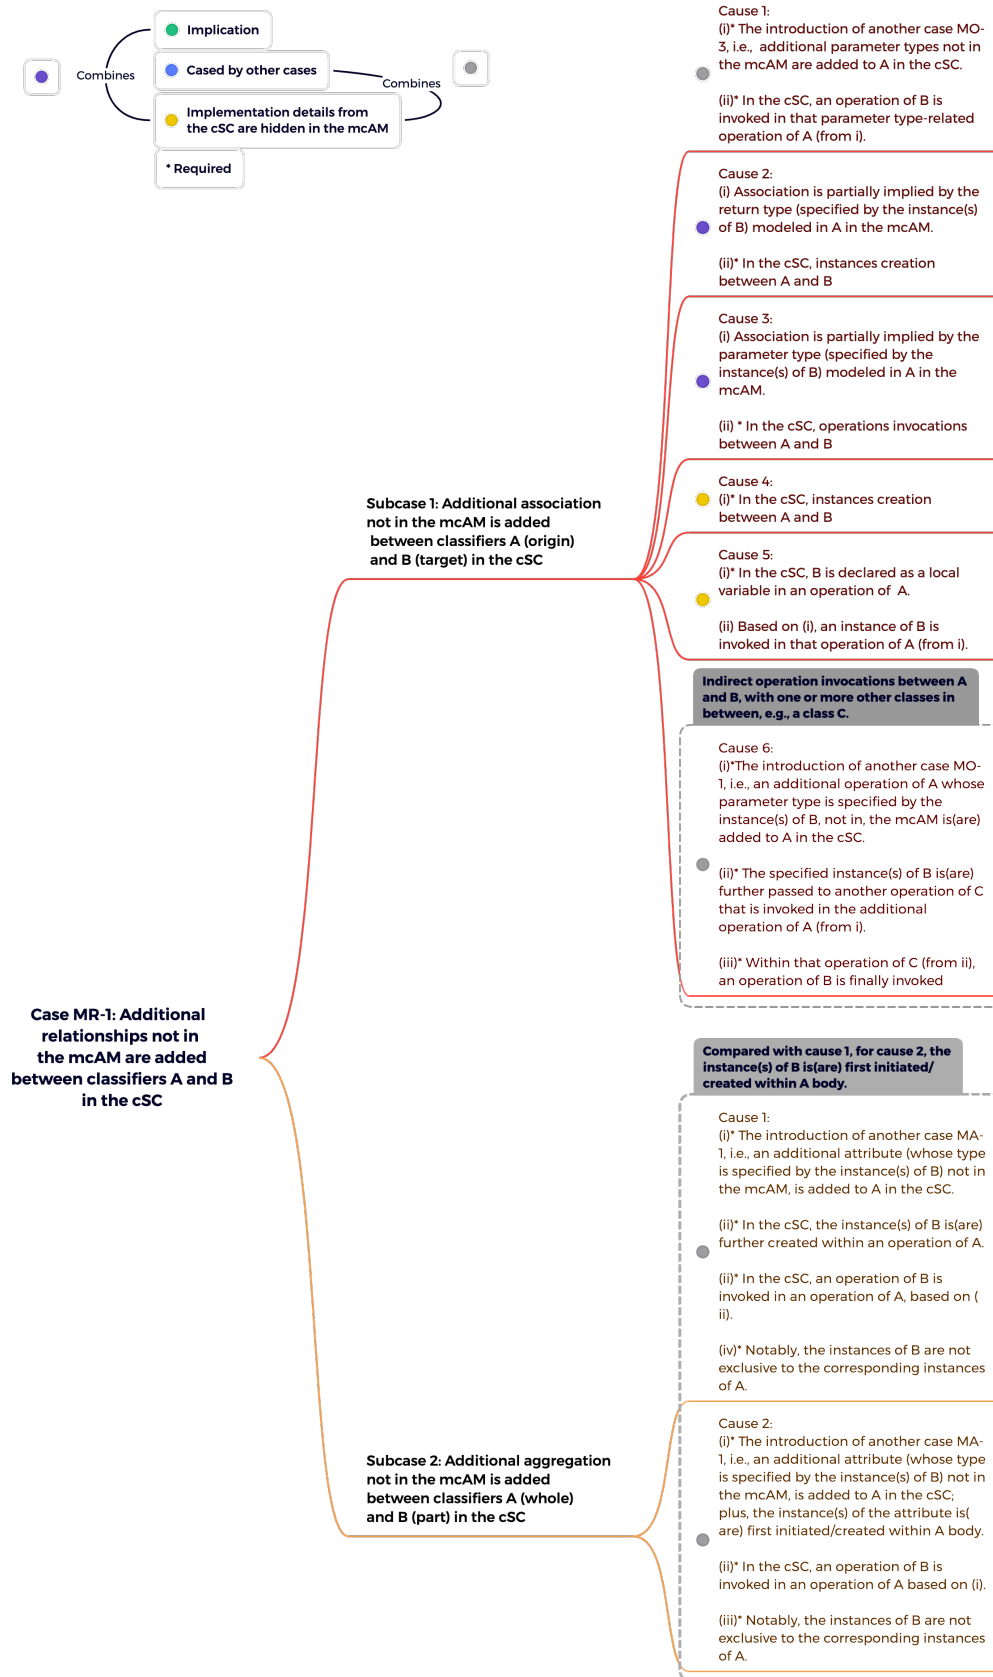 Implication
Combines
Cased by other cases
Combines
Implementation details from
the cSC are hidden in the mcAM
* Required
Cause 1:
(i)* The introduction of another case MO-
3, i.e., additional parameter types not in
the mcAM are added to A in the cSC.
(ii)* In the cSC, an operation of B is
invoked in that parameter type-related
operation of A (from i).
Cause 2:
(i) Association is partially implied by the
return type (specified by the instance(s)
of B) modeled in A in the mcAM.
(ii)* In the cSC, instances creation
between A and B
Cause 3:
(i) Association is partially implied by the
parameter type (specified by the
instance(s) of B) modeled in A in the
mcAM.
(ii) * In the cSC, operations invocations
between A and B
Cause 4:
(i)* In the cSC, instances creation
between A and B
Subcase 1: Additional association
not in the mcAM is added
between classifiers A (origin)
and B (target) in the cSC
Cause 5:
(i)* In the cSC, B is declared as a local
variable in an operation of A.
(ii) Based on (i), an instance of B is
invoked in that operation of A (from i).
Indirect operation invocations between A
and B, with one or more other classes in
between, e.g., a class C.
Cause 6:
(i)*The introduction of another case MO-
1, i.e., an additional operation of A whose
parameter type is specified by the
instance(s) of B, not in, the mcAM is(are)
added to A in the cSC.
(ii)* The specified instance(s) of B is(are)
further passed to another operation of C
that is invoked in the additional
operation of A (from i).
(iii)* Within that operation of C (from ii),
an operation of B is finally invoked
Case MR-1: Additional
relationships not in
the mcAM are added
between classifiers A and B
in the cSC
Compared with cause 1, for cause 2, the
instance(s) of B is(are) first initiated/
created within A body.
Cause 1:
(i)* The introduction of another case MA-
1, i.e., an additional attribute (whose type
is specified by the instance(s) of B) not in
the mcAM, is added to A in the cSC.
(ii)* In the cSC, the instance(s) of B is(are)
further created within an operation of A.
(ii)* In the cSC, an operation of B is
invoked in an operation of A, based on (
ii).
(iv)* Notably, the instances of B are not
exclusive to the corresponding instances
of A.
Subcase 2: Additional aggregation
not in the mcAM is added
between classifiers A (whole)
and B (part) in the cSC
Cause 2:
(i)* The introduction of another case MA-
1, i.e., an additional attribute (whose type
is specified by the instance(s) of B) not in
the mcAM, is added to A in the cSC;
plus, the instance(s) of the attribute is(
are) first initiated/created within A body.
(ii)* In the cSC, an operation of B is
invoked in an operation of A based on (i).
(iii)* Notably, the instances of B are not
exclusive to the corresponding instances
of A.